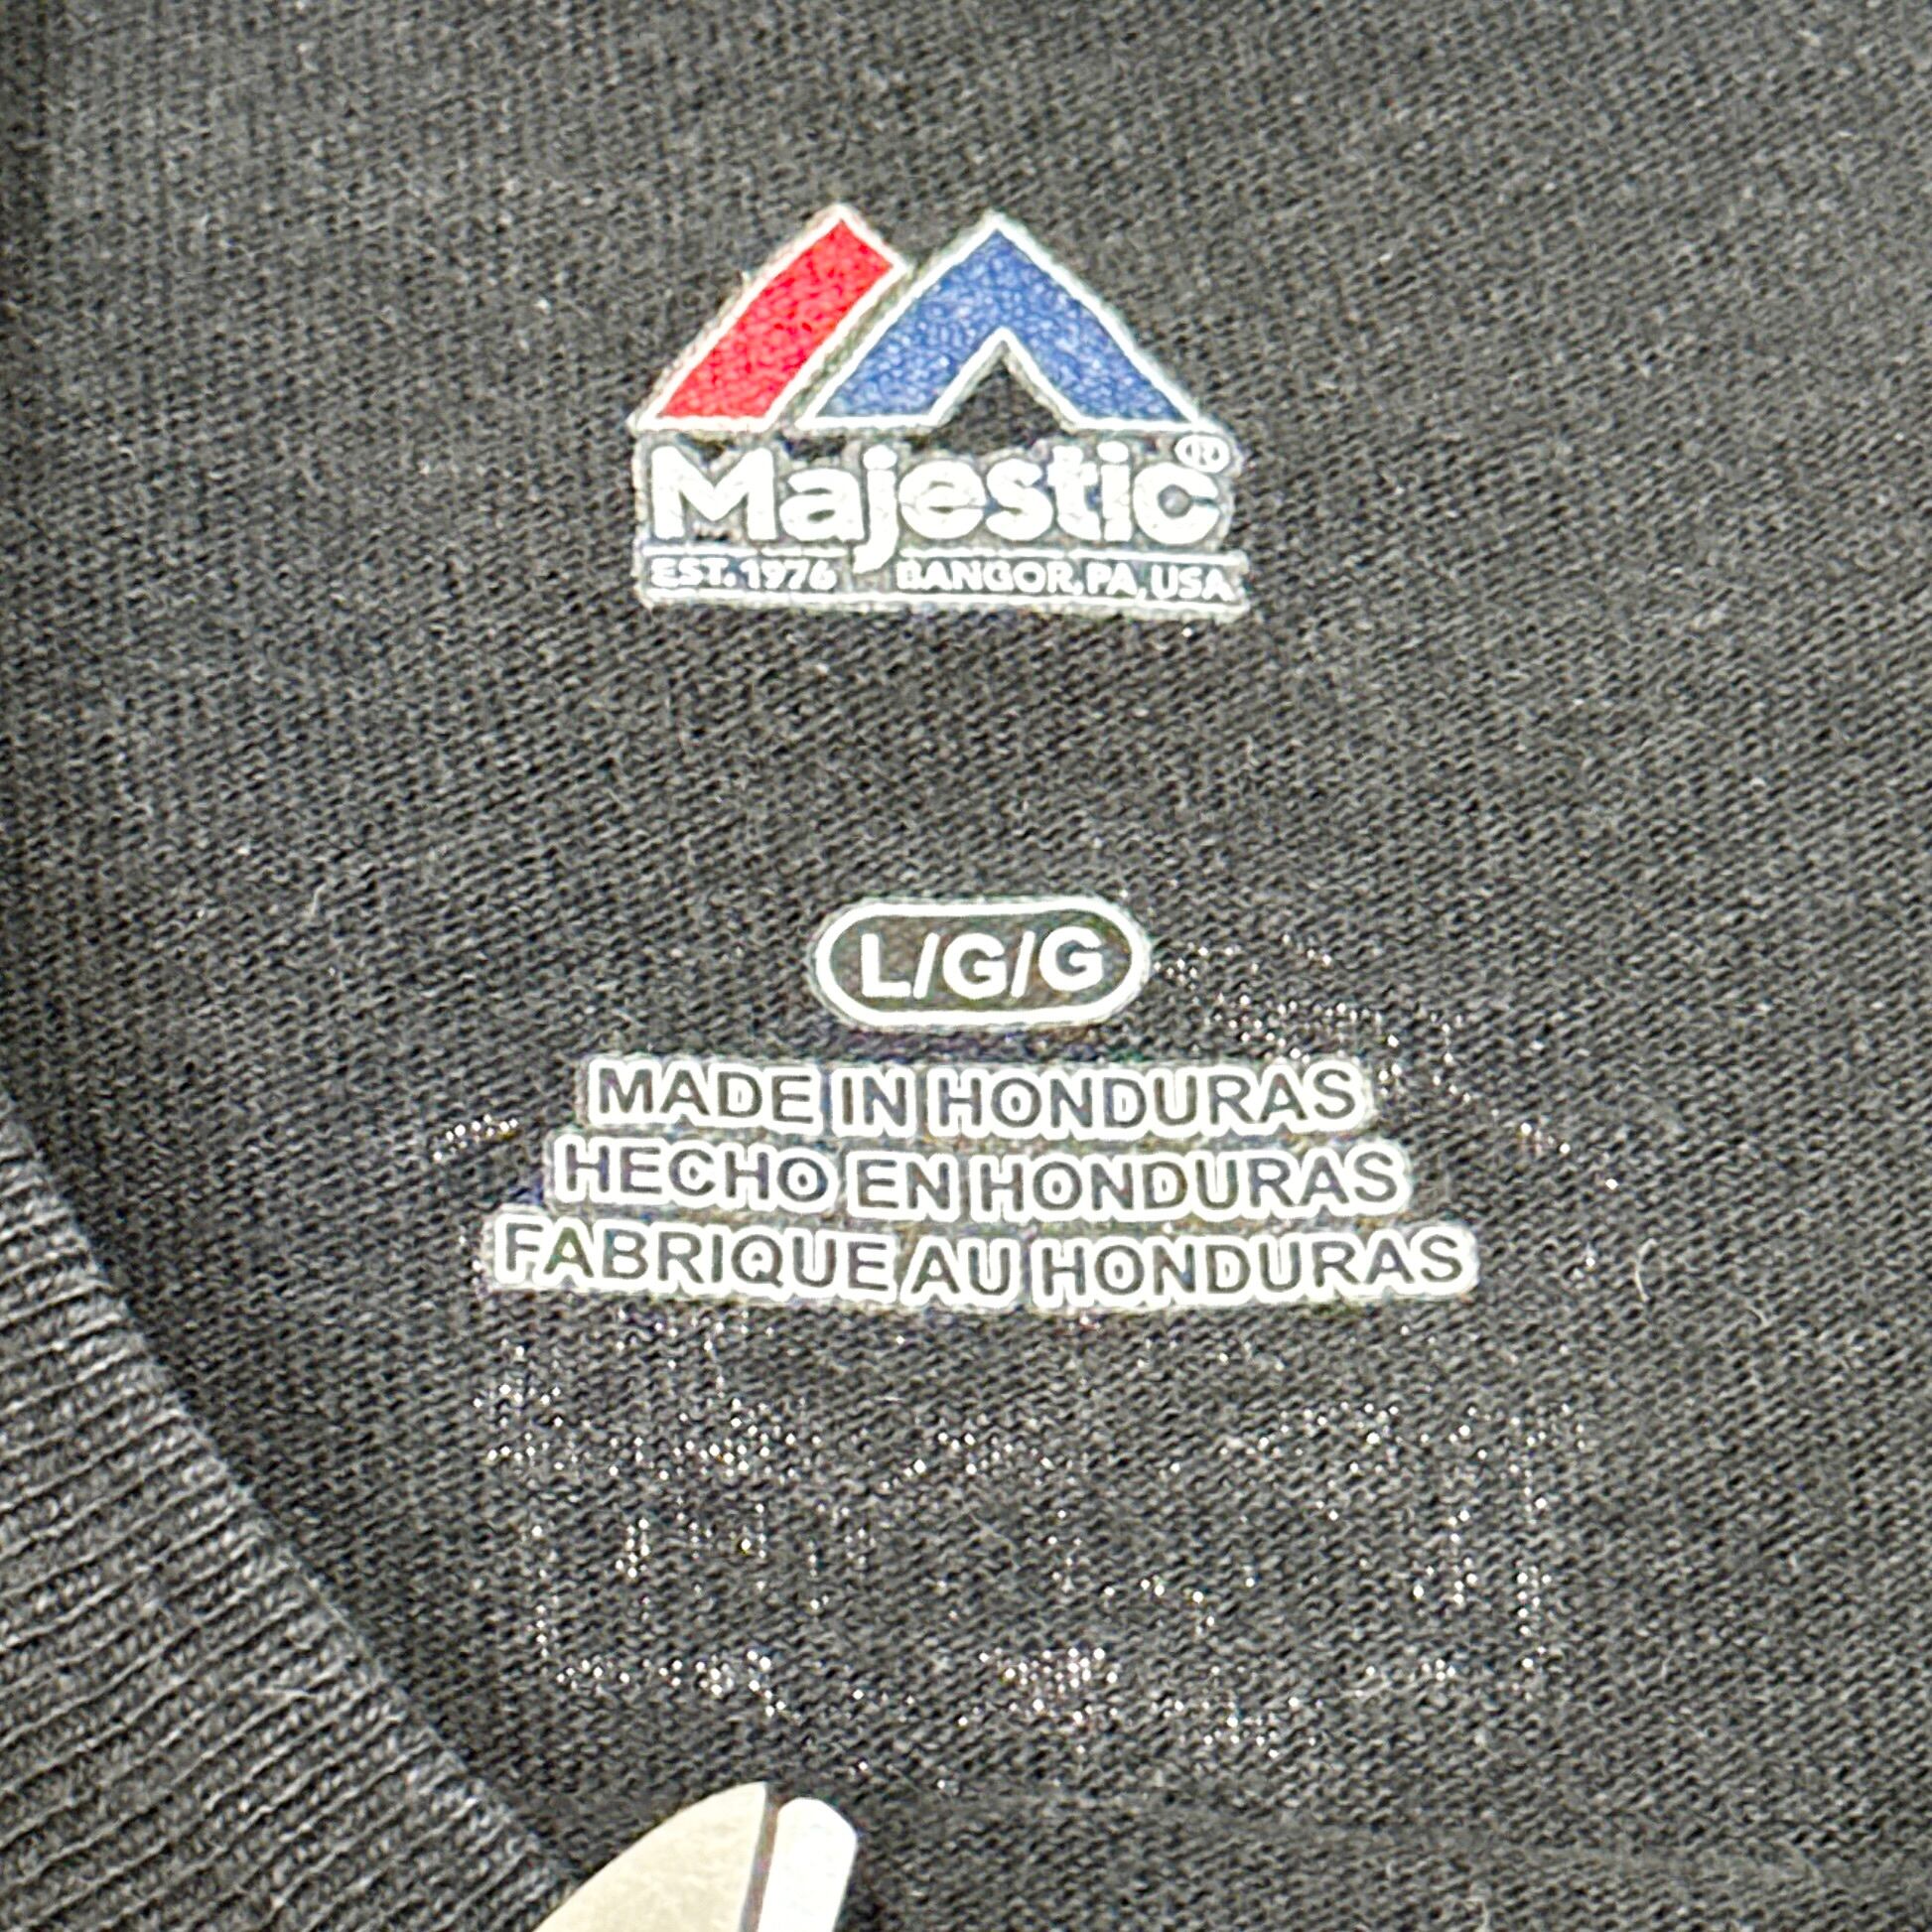 Majestic®
EST. 1976 BANGOR, PA, USA
L/G/G
MADE IN HONDURAS
HECHO EN HONDURAS
FABRIQUE AU HONDURAS